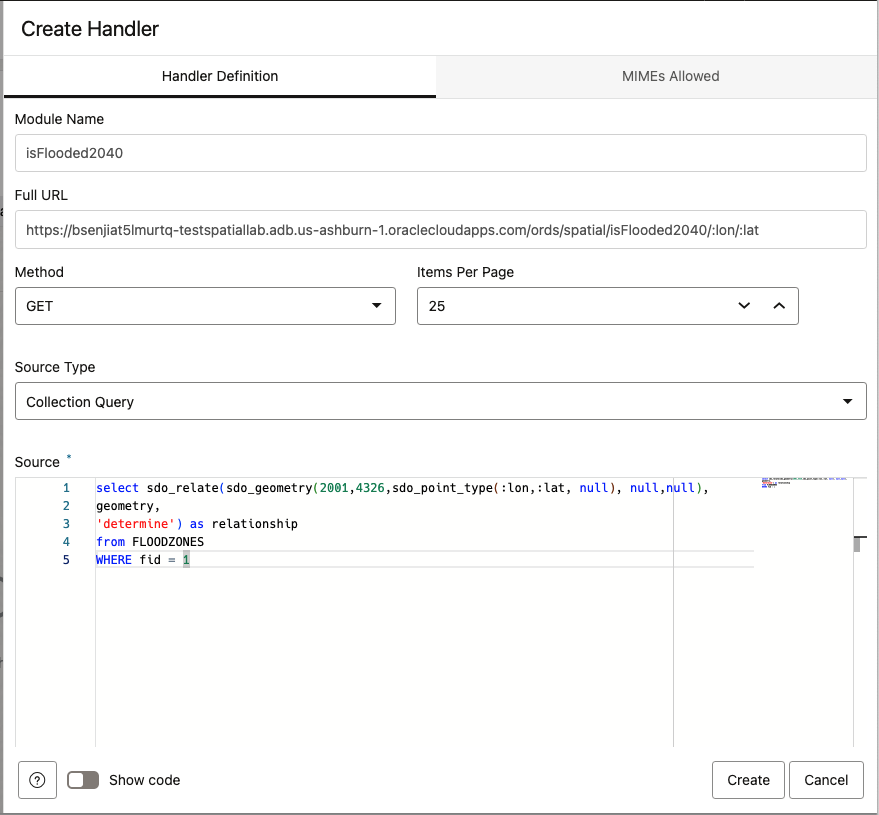 Create Handler
Handler Definition
MIMEs Allowed
Module Name
isFlooded2040
Full URL
https://bsenjiat5lmurtq-testspatiallab.adb.us-ashburn-1.oraclecloudapps.com/ords/spatial/isFlooded2040/:lon/:lat
Method
Items Per Page
GET
25
Source Type
Collection Query
Source *
1 select sdo_relate(sdo_geometry(2001,4326,sdo_point_type(:lon,:lat, null), null,null),
2 geometry,
3 'determine') as relationship
4 from FLOODZONES
5 WHERE fid = 1
? Show code
Create
Cancel